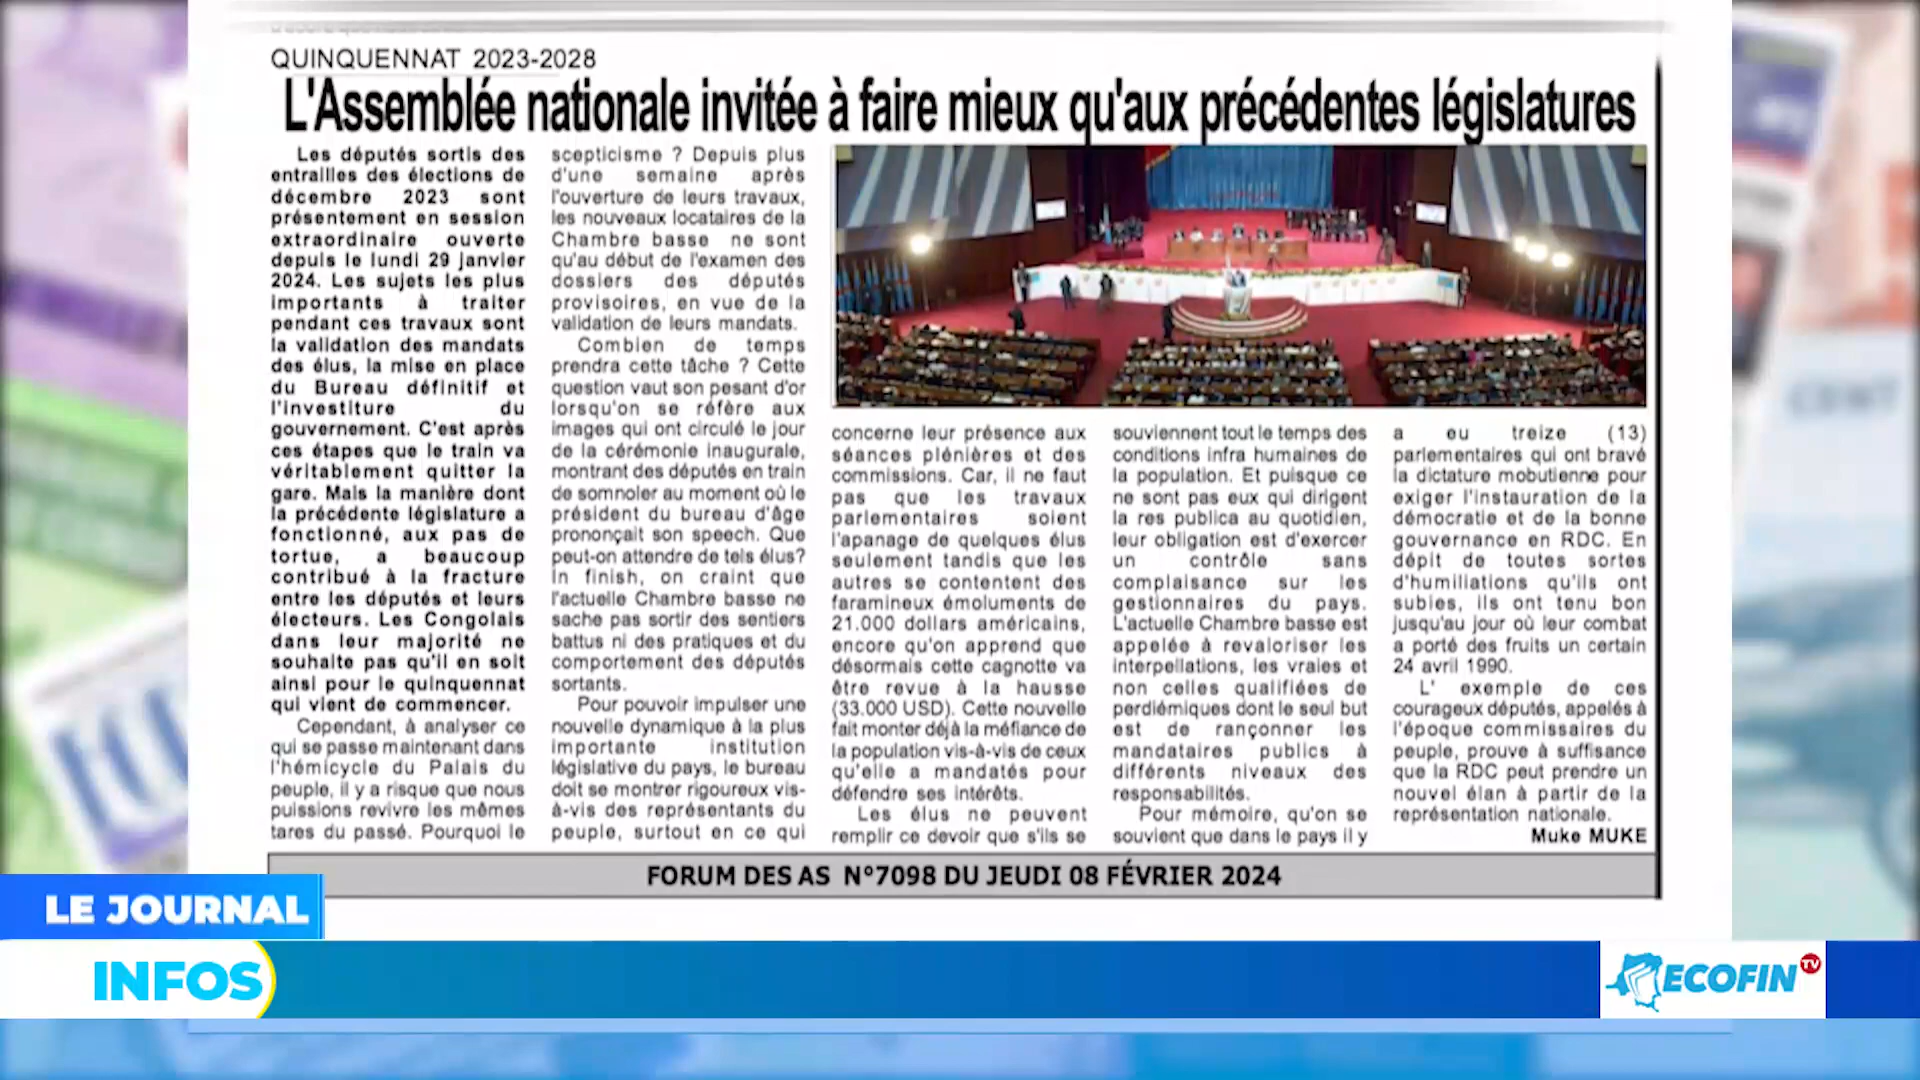 QUINQUENNAT 2023-2028
L'Assemblée nationale invitée à faire mieux qu'aux précédentes législatures
Les députés sortis des
entrailles des élections de
décembre 2023 sont
présentement en session
extraordinaire ouverte
depuis le lundi 29 janvier
2024. Les sujets les plus
importants à traiter
pendant ces travaux sont
la validation des mandats
des élus, la mise en place
du Bureau définitif et
l'investiture du
gouvernement. C'est après
ces étapes que le train va
véritablement quitter la
gare. Mais la manière dont
la précédente législature a
fonctionné, aux pas de
tortue, a beaucoup
contribué à la fracture
entre les députés et leurs
électeurs. Les Congolais
dans leur majorité ne
souhaite pas qu'il en soit
ainsi pour le quinquennat
qui vient de commencer.
Cependant, à analyser ce
qui se passe maintenant dans
l'hémicycle du Palais du
peuple, il y a risque que nous
puissions revivre les mêmes
tares du passé. Pourquoi le
scepticisme ? Depuis plus
d'une semaine après
l'ouverture de leurs travaux,
les nouveaux locataires de la
Chambre basse ne sont
qu'au début de l'examen des
dossiers des députés
provisoires, en vue de la
validation de leurs mandats.
Combien de temps
prendra cette tâche ? Cette
question vaut son pesant d'or
lorsqu'on se réfère aux
images qui ont circulé le jour
de la cérémonie inaugurale,
montrant des députés en train
de somnoler au moment où le
président du bureau d'âge
prononçait son speech. Que
peut-on attendre de tels élus?
In finish, on craint que
l'actuelle Chambre basse ne
sache pas sortir des sentiers
battus ni des pratiques et du
comportement des députés
sortants.
Pour pouvoir impulser une
nouvelle dynamique à la plus
importante institution
législative du pays, le bureau
doit se montrer rigoureux vis-
à-vis des représentants du
peuple, surtout en ce qui
concerne leur présence aux
séances plénières et des
commissions. Car, il ne faut
pas que les travaux
parlementaires soient
l'apanage de quelques élus
seulement tandis que les
autres se contentent des
faramineux émoluments de
21.000 dollars américains,
encore qu'on apprend que
désormais cette cagnotte va
être revue à la hausse
(33.000 USD). Cette nouvelle
fait monter déjà la méfiance de
la population vis-à-vis de ceux
qu'elle a mandatés pour
défendre ses intérêts.
Les élus ne peuvent
remplir ce devoir que s'ils se
souviennent tout le temps des
conditions infra humaines de
la population. Et puisque ce
ne sont pas eux qui dirigent
la res publica au quotidien,
leur obligation est d'exercer
un contrôle sans
complaisance sur les
gestionnaires du pays.
L'actuelle Chambre basse est
appelée à revaloriser les
interpellations, les vraies et
non celles qualifiées de
perdiémiques dont le seul but
est de rançonner les
mandataires publics à
différents niveaux des
responsabilités.
Pour mémoire, qu'on se
souvient que dans le pays il y
a eu treize (13)
parlementaires qui ont bravé
la dictature mobutienne pour
exiger l'instauration de la
démocratie et de la bonne
gouvernance en RDC. En
dépit de toutes sortes
d'humiliations qu'ils ont
subies, ils ont tenu bon
jusqu'au jour où leur combat
a porté des fruits un certain
24 avril 1990.
L' exemple de ces
courageux députés, appelés à
l'époque commissaires du
peuple, prouve à suffisance
que la RDC peut prendre un
nouvel élan à partir de la
représentation nationale.
Muke MUKE
FORUM DES AS N°7098 DU JEUDI 08 FÉVRIER 2024
LE JOURNAL
INFOS
ECOFIN TV
CENT